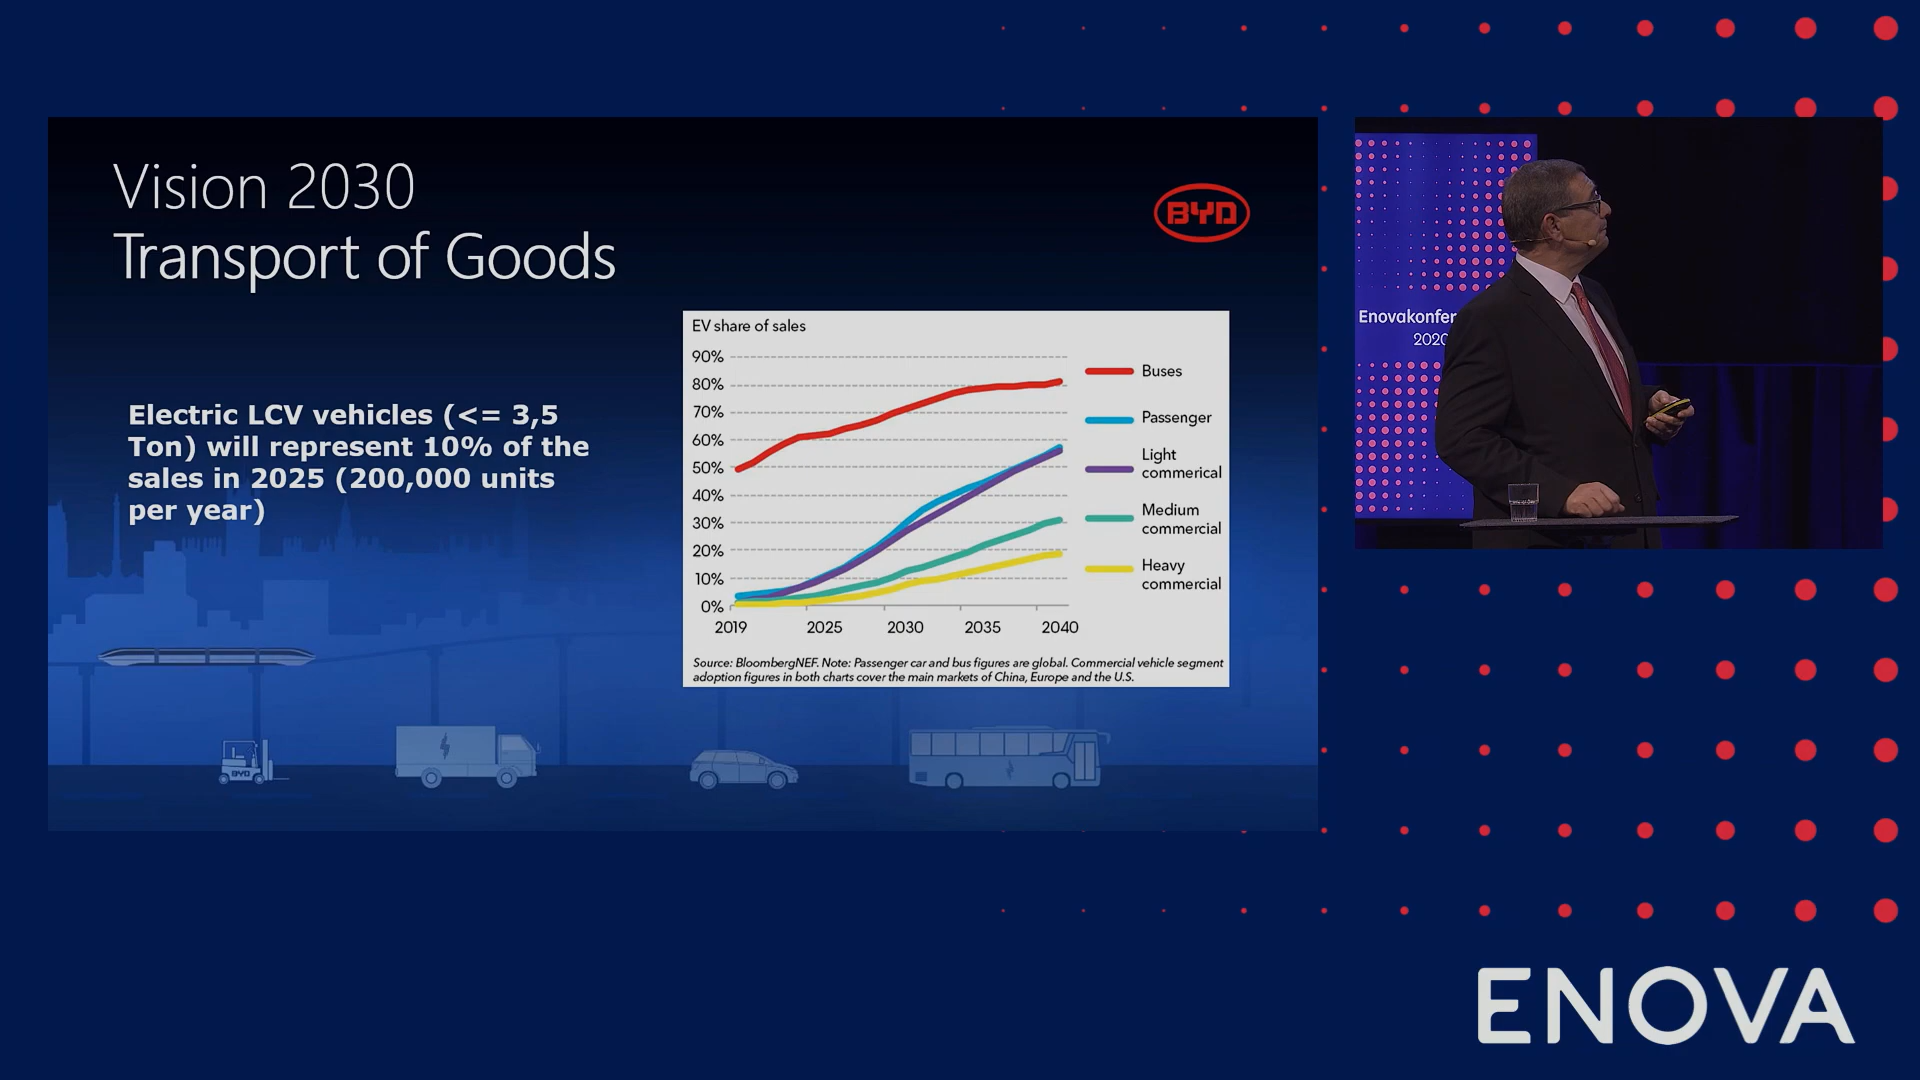 Vision 2030
Transport of Goods
BYD
Electric LCV vehicles (<= 3,5
Ton) will represent 10% of the
sales in 2025 (200,000 units
per year)
EV share of sales
90%
80%
70%
60%
50%
40%
30%
20%
10%
0%
2019 2025 2030 2035 2040
Buses
Passenger
Light
commerical
Medium
commercial
Heavy
commercial
Source: BloombergNEF. Note: Passenger car and bus figures are global. Commercial vehicle segment
adoption figures in both charts cover the main markets of China, Europe and the U.S.
BYD
Enovakonfer
2020
ENOVA